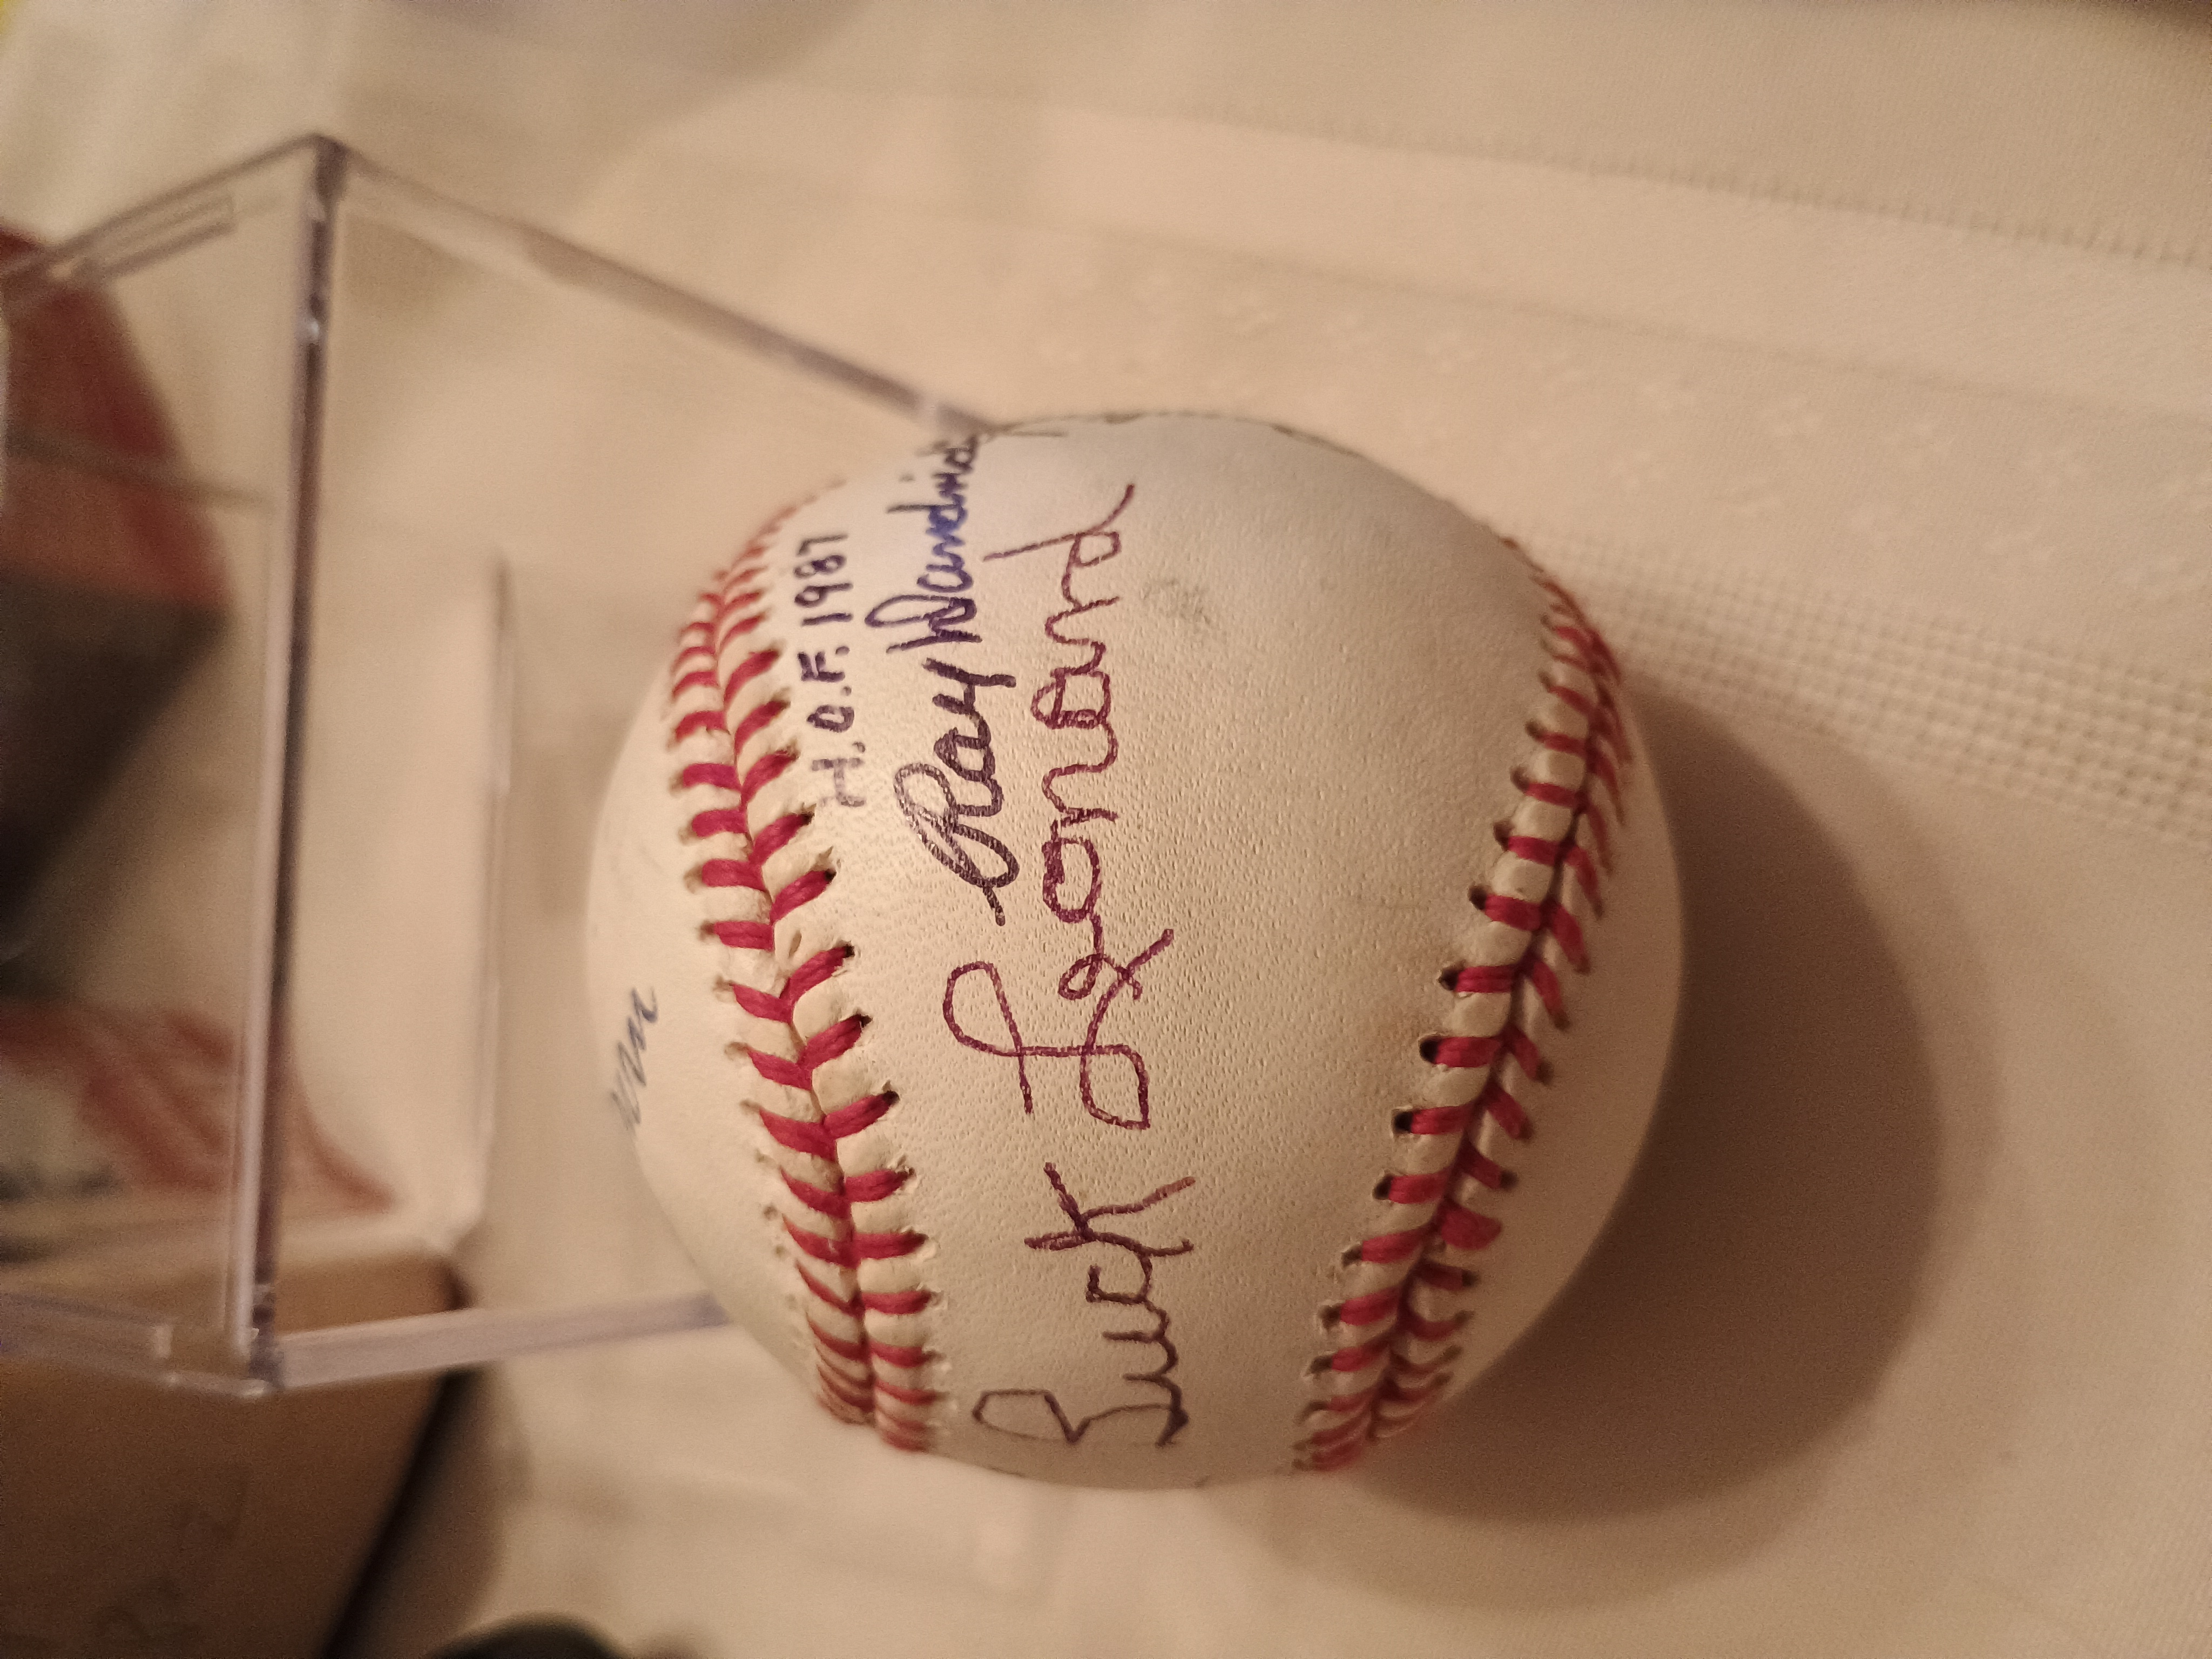 H.O.F. 1987
Ray Dandridge
Buck Leonard